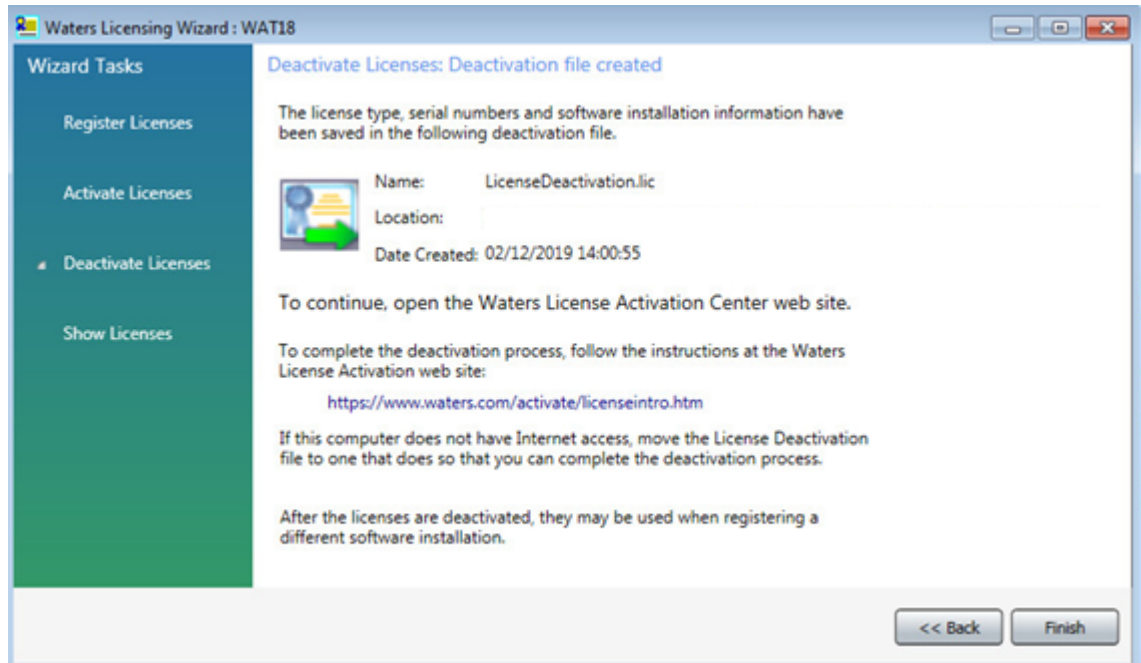 Waters Licensing Wizard : WAT18
Wizard Tasks
Register Licenses
Activate Licenses
Deactivate Licenses
Show Licenses
Deactivate Licenses: Deactivation file created
The license type, serial numbers and software installation information have
been saved in the following deactivation file.
Name: LicenseDeactivation.lic
Location:
Date Created: 02/12/2019 14:00:55
To continue, open the Waters License Activation Center web site.
To complete the deactivation process, follow the instructions at the Waters
License Activation web site:
https://www.waters.com/activate/licenseintro.htm
If this computer does not have Internet access, move the License Deactivation
file to one that does so that you can complete the deactivation process.
After the licenses are deactivated, they may be used when registering a
different software installation.
<< Back
Finish